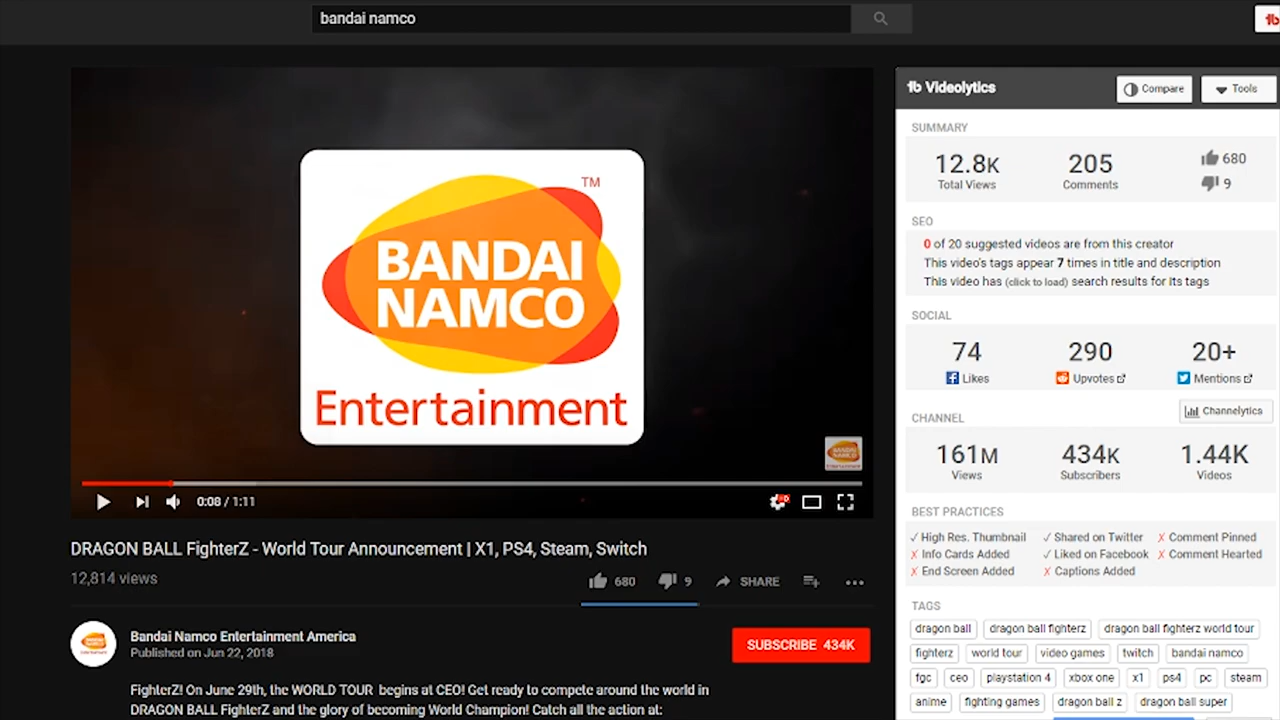 bandai namco
Videolytics
Compare
Tools
SUMMARY
12.8K
Total Views
205
Comments
680
9
SEO
0 of 20 suggested videos are from this creator
This video's tags appear 7 times in title and description
This video has (click to load) search results for its tags
SOCIAL
74
Likes
290
Upvotes
20+
Mentions
CHANNEL
Channelytics
161M
Views
434K
Subscribers
1.44K
Videos
BEST PRACTICES
✓ High Res. Thumbnail ✓ Shared on Twitter ✗ Comment Pinned
✗ Info Cards Added ✓ Liked on Facebook ✗ Comment Hearted
✗ End Screen Added ✗ Captions Added
TAGS
dragon ball dragon ball fighterz dragon ball fighterz world tour
fighterz world tour video games twitch bandai namco
fgc ceo playstation 4 xbox one x1 ps4 pc steam
anime fighting games dragon ball z dragon ball super
TM
BANDAI
NAMCO
Entertainment
0:08 / 1:11
HD
DRAGON BALL FighterZ - World Tour Announcement | X1, PS4, Steam, Switch
12,814 views
680
9
SHARE
Bandai Namco Entertainment America
Published on Jun 22, 2018
SUBSCRIBE 434K
FighterZ! On June 29th, the WORLD TOUR begins at CEO! Get ready to compete around the world in
DRAGON BALL FighterZ and the glory of becoming World Champion! Catch all the action at: